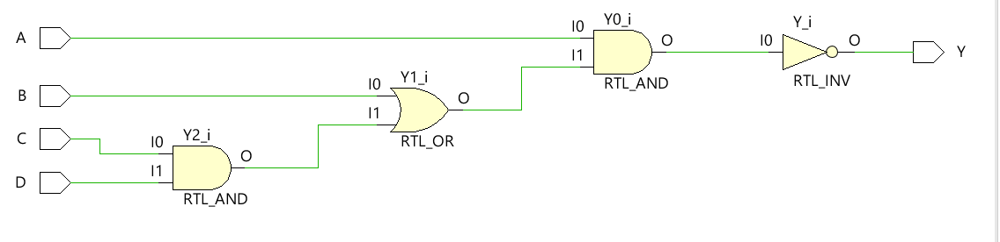 Y0_i
Y_i
A
I0
O
I0
O
Y
I1
RTL_AND
RTL_INV
Y1_i
B
I0
O
I1
RTL_OR
C
Y2_i
I0
O
D
I1
RTL_AND